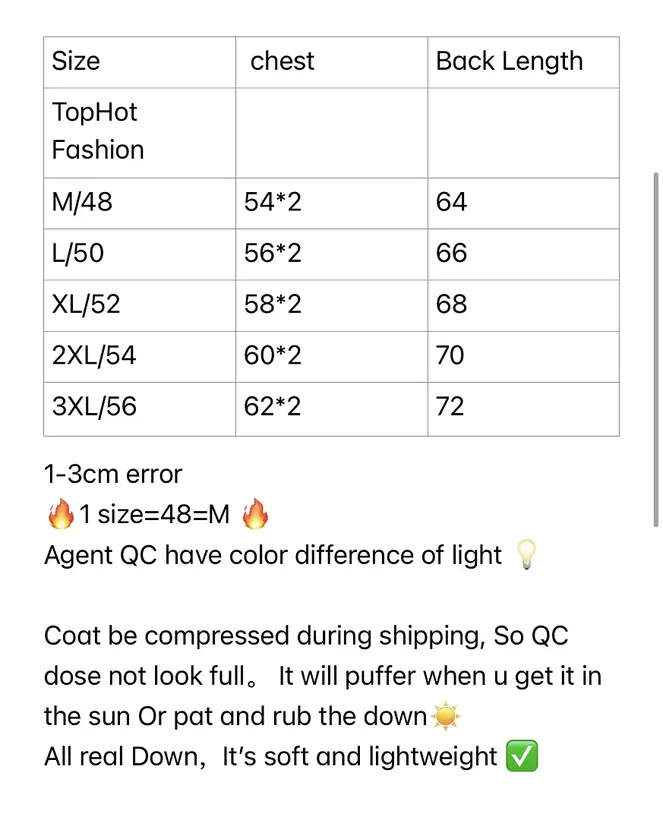 Size chest Back Length
TopHot
Fashion
M/48 54*2 64
L/50 56*2 66
XL/52 58*2 68
2XL/54 60*2 70
3XL/56 62*2 72
1-3cm error
🔥1 size=48=M 🔥
Agent QC have color difference of light 💡
Coat be compressed during shipping, So QC
dose not look full。 It will puffer when u get it in
the sun Or pat and rub the down☀️
All real Down，It’s soft and lightweight ✅